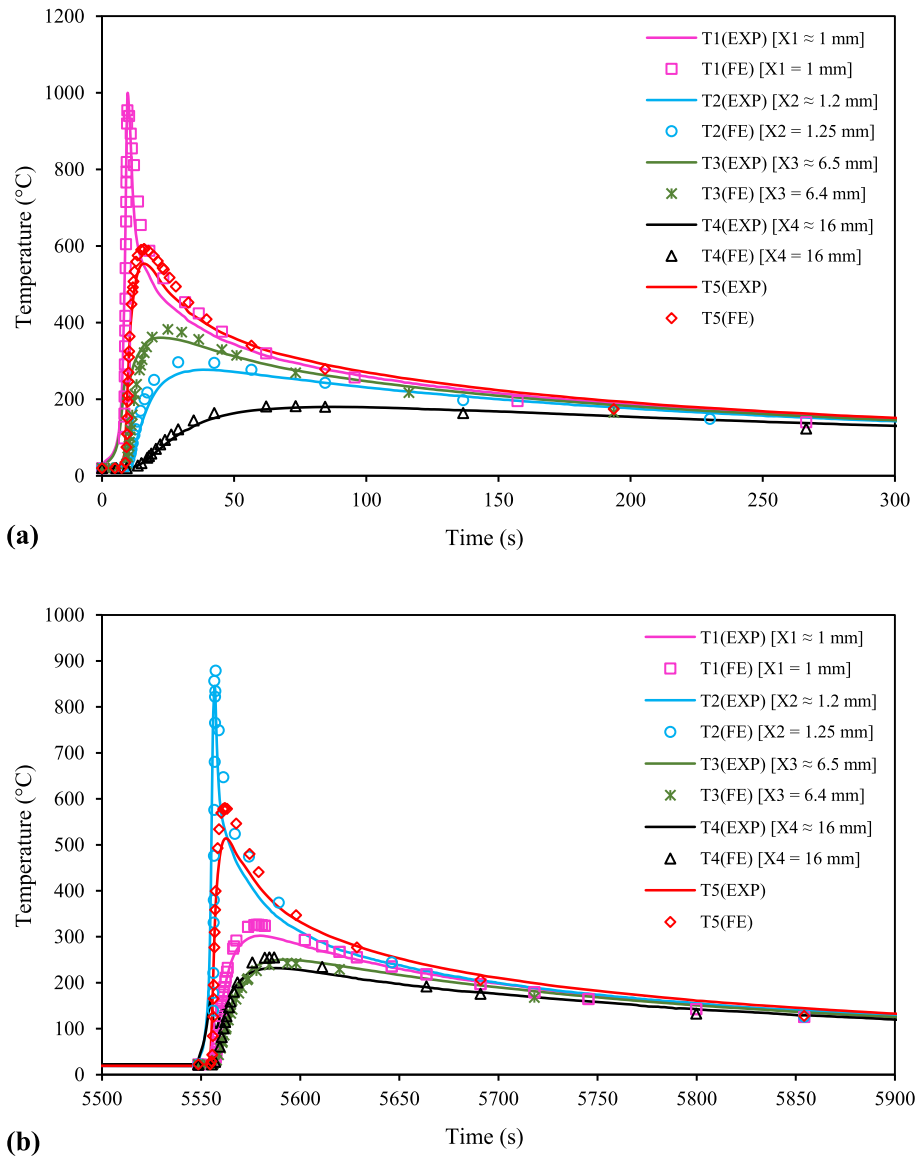 1200
1000
800
600
400
200
0
Temperature (°C)
T1(EXP) [X1 ≈ 1 mm]
T1(FE) [X1 = 1 mm]
T2(EXP) [X2 ≈ 1.2 mm]
T2(FE) [X2 = 1.25 mm]
T3(EXP) [X3 ≈ 6.5 mm]
T3(FE) [X3 = 6.4 mm]
T4(EXP) [X4 ≈ 16 mm]
T4(FE) [X4 = 16 mm]
T5(EXP)
T5(FE)
0 50 100 150 200 250 300
Time (s)
(a)
1000
900
800
700
600
500
400
300
200
100
0
Temperature (°C)
T1(EXP) [X1 ≈ 1 mm]
T1(FE) [X1 = 1 mm]
T2(EXP) [X2 ≈ 1.2 mm]
T2(FE) [X2 = 1.25 mm]
T3(EXP) [X3 ≈ 6.5 mm]
T3(FE) [X3 = 6.4 mm]
T4(EXP) [X4 ≈ 16 mm]
T4(FE) [X4 = 16 mm]
T5(EXP)
T5(FE)
5500 5550 5600 5650 5700 5750 5800 5850 5900
Time (s)
(b)